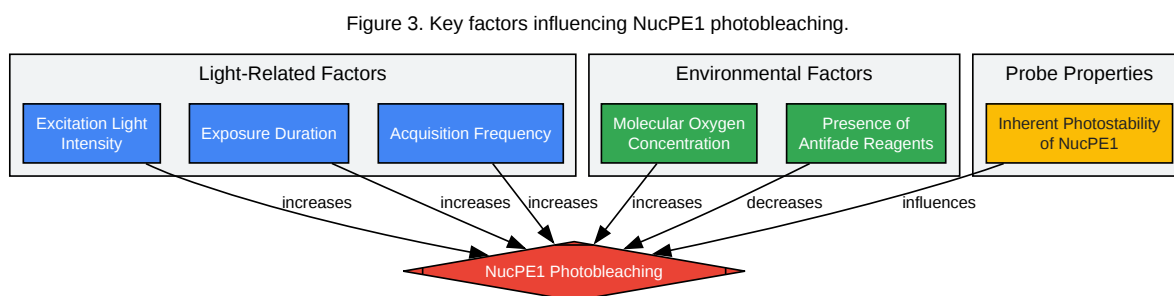 Figure 3. Key factors influencing NucPE1 photobleaching.
Light-Related Factors
Environmental Factors
Probe Properties
Excitation Light
Intensity
Exposure Duration
Acquisition Frequency
Molecular Oxygen
Concentration
Presence of
Antifade Reagents
Inherent Photostability
of NucPE1
increases
increases
increases
increases
decreases
influences
NucPE1 Photobleaching